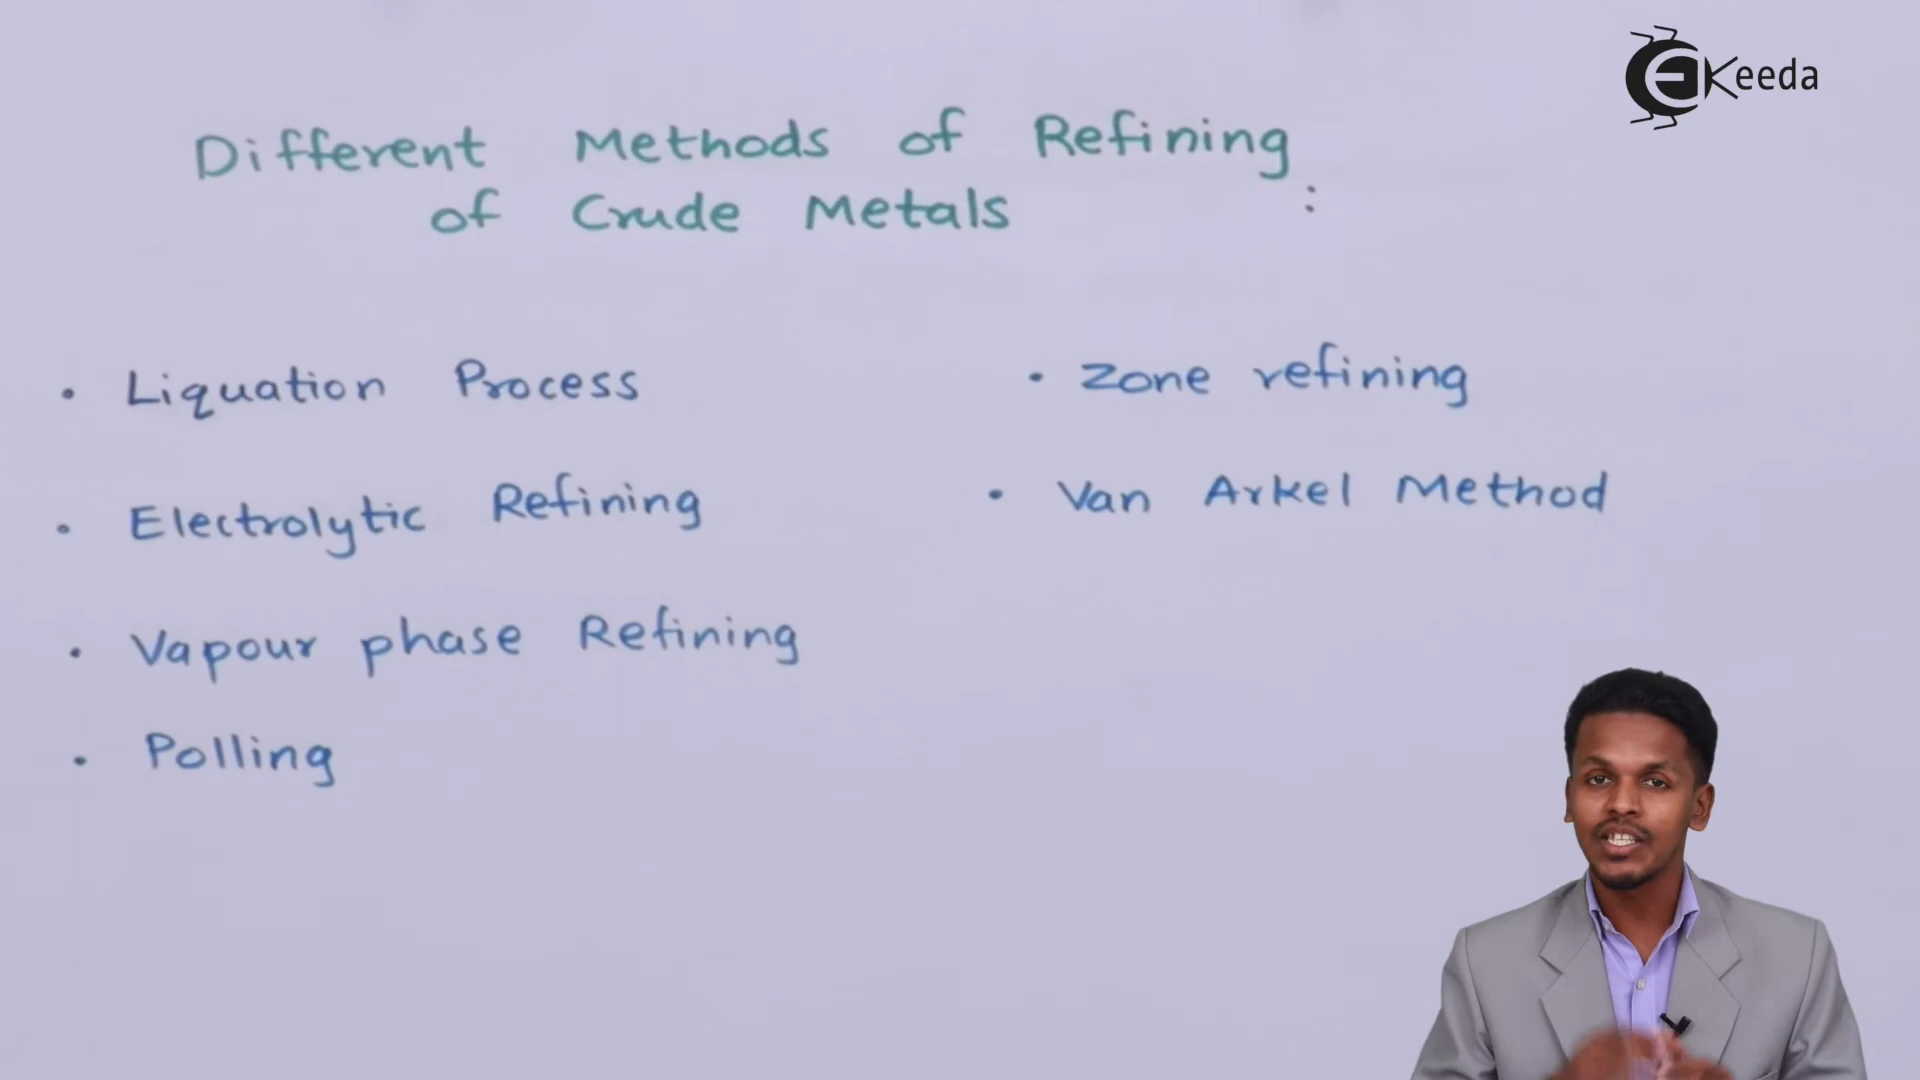 EKeeda
Different Methods of Refining
of Crude Metals :
• Liquation Process
• Electrolytic Refining
• Vapour phase Refining
• Polling
• Zone refining
• Van Arkel Method